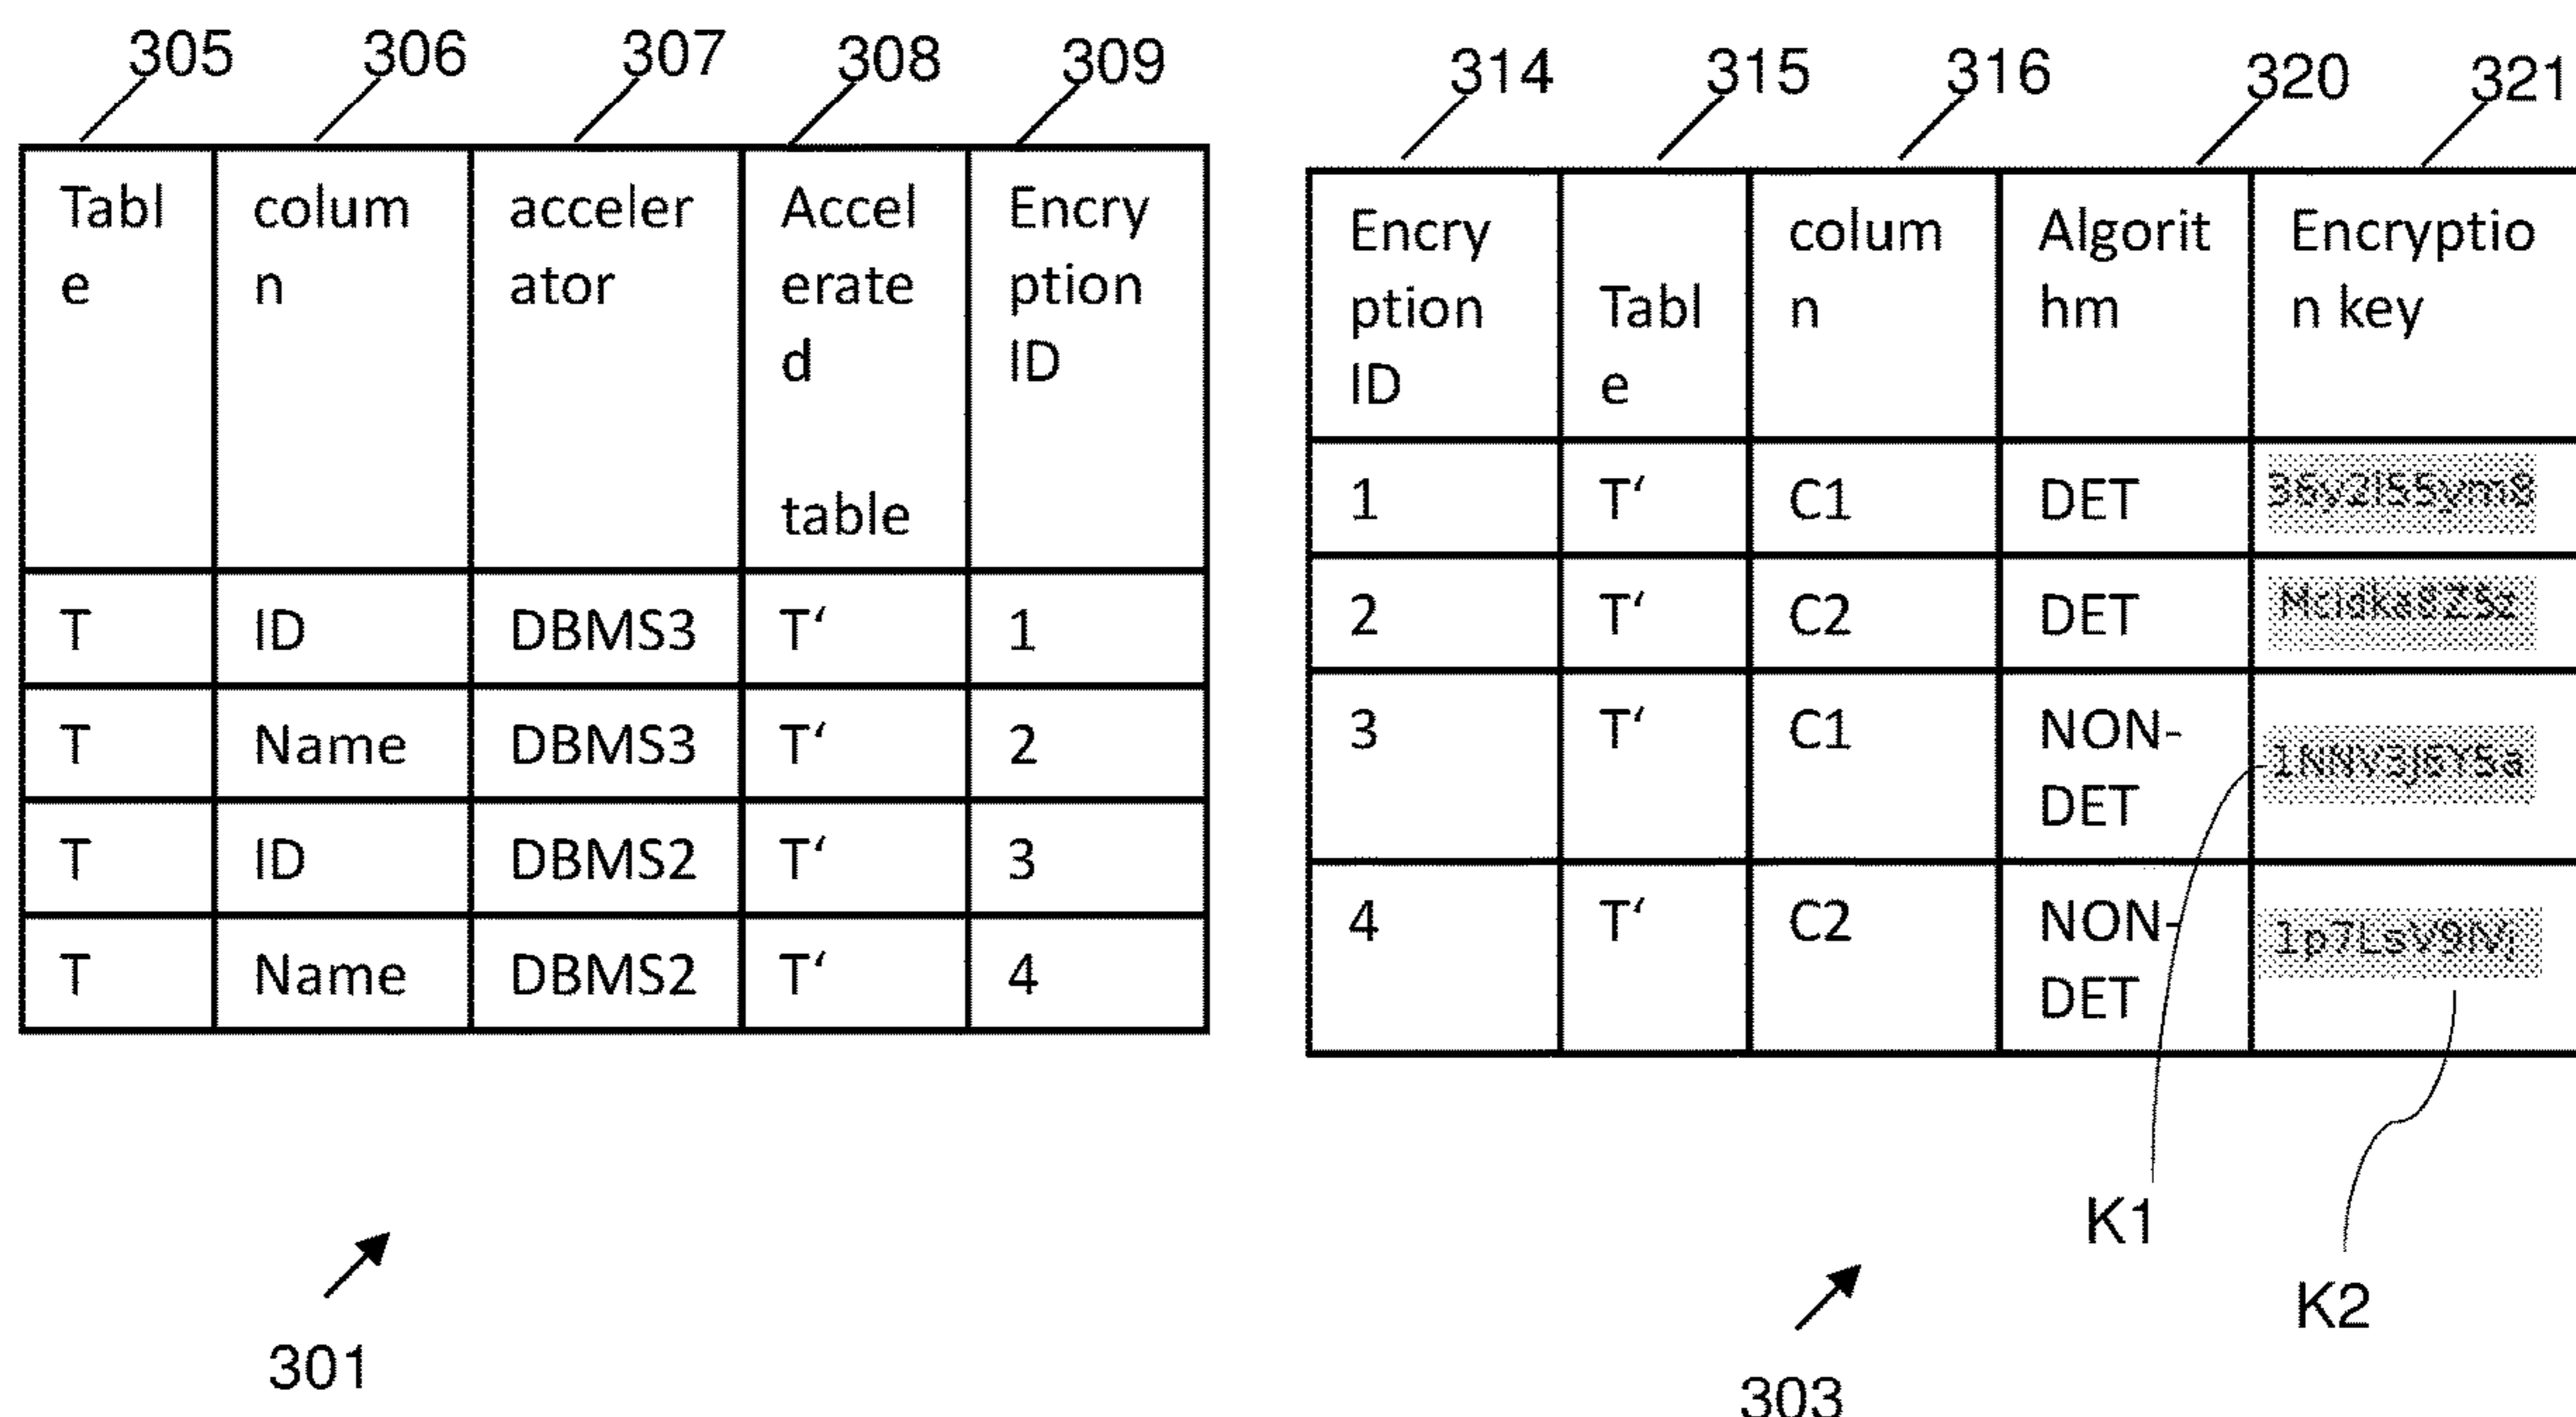 305 306 307 308 309
Tabl colum acceler Accel Encry
e n ator erate ption
d ID
table
T ID DBMS3 T‘ 1
T Name DBMS3 T‘ 2
T ID DBMS2 T‘ 3
T Name DBMS2 T‘ 4
301
314 315 316 320 321
Encry colum Algorit Encryptio
ption Tabl n hm n key
ID e
1 T‘ C1 DET
2 T‘ C2 DET
3 T‘ C1 NON-
DET
4 T‘ C2 NON-
DET
K1
K2
303